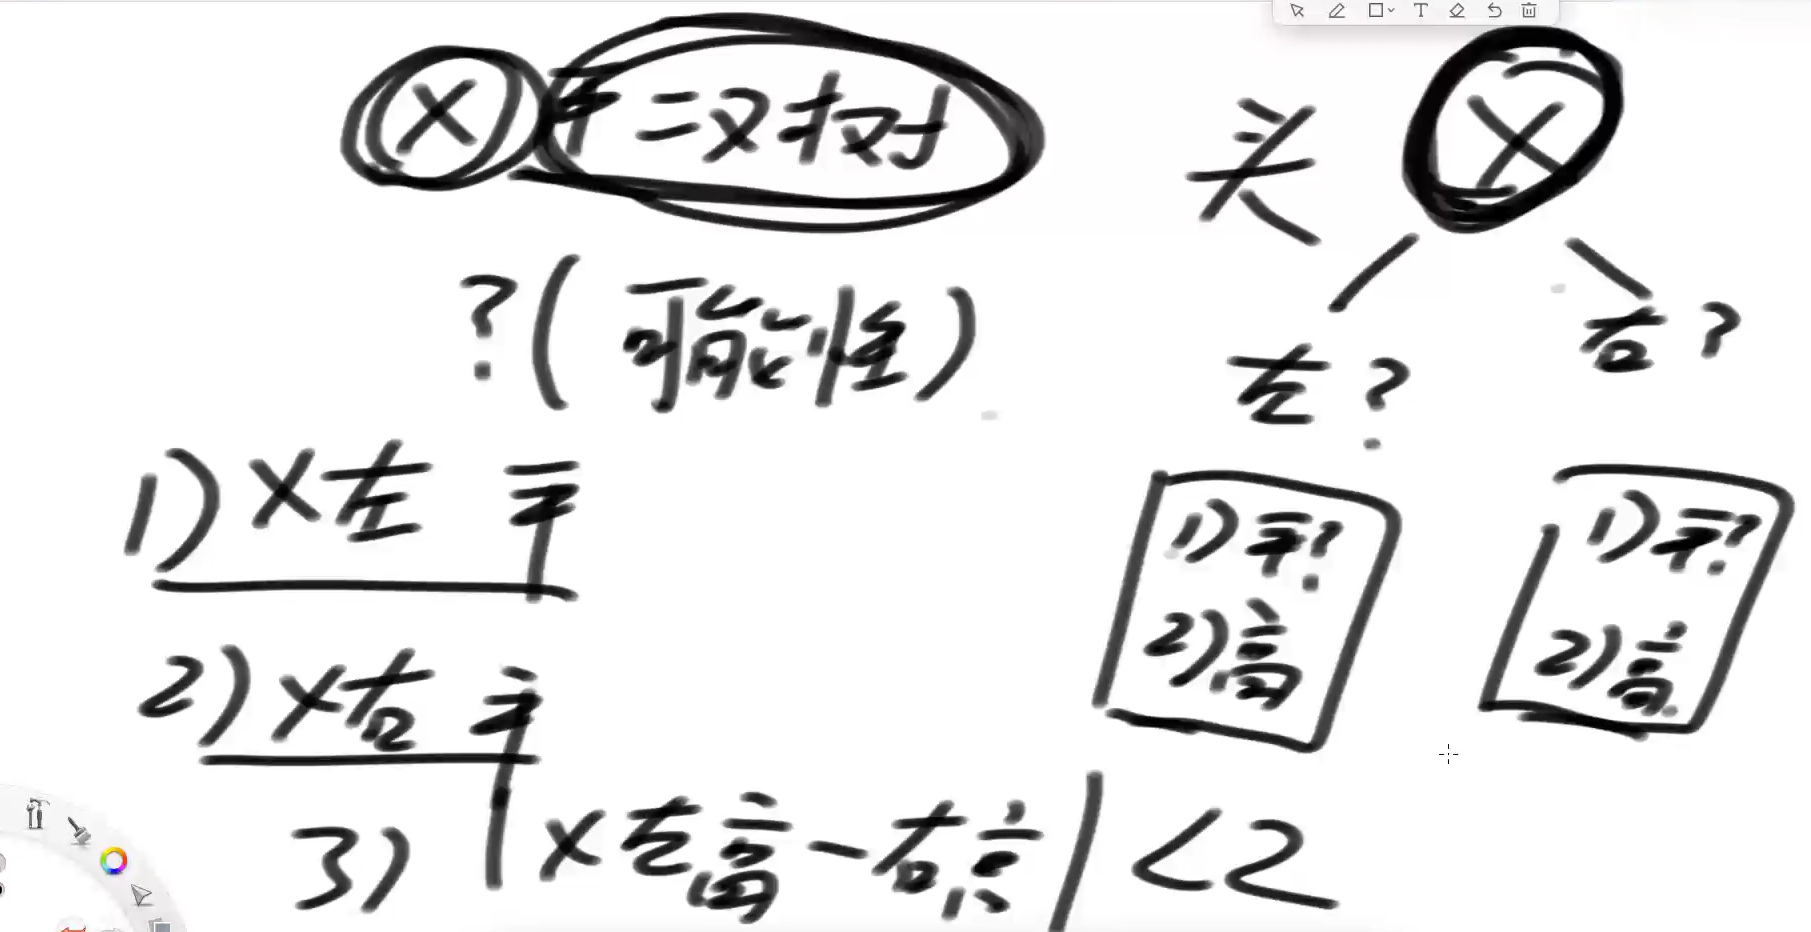 X 平二叉树
?(可能性)
1) X左 平
2) X右 平
3) |X左高-右高| <2
头 X
左? 右?
1) 平?
2) 高
1) 平?
2) 高